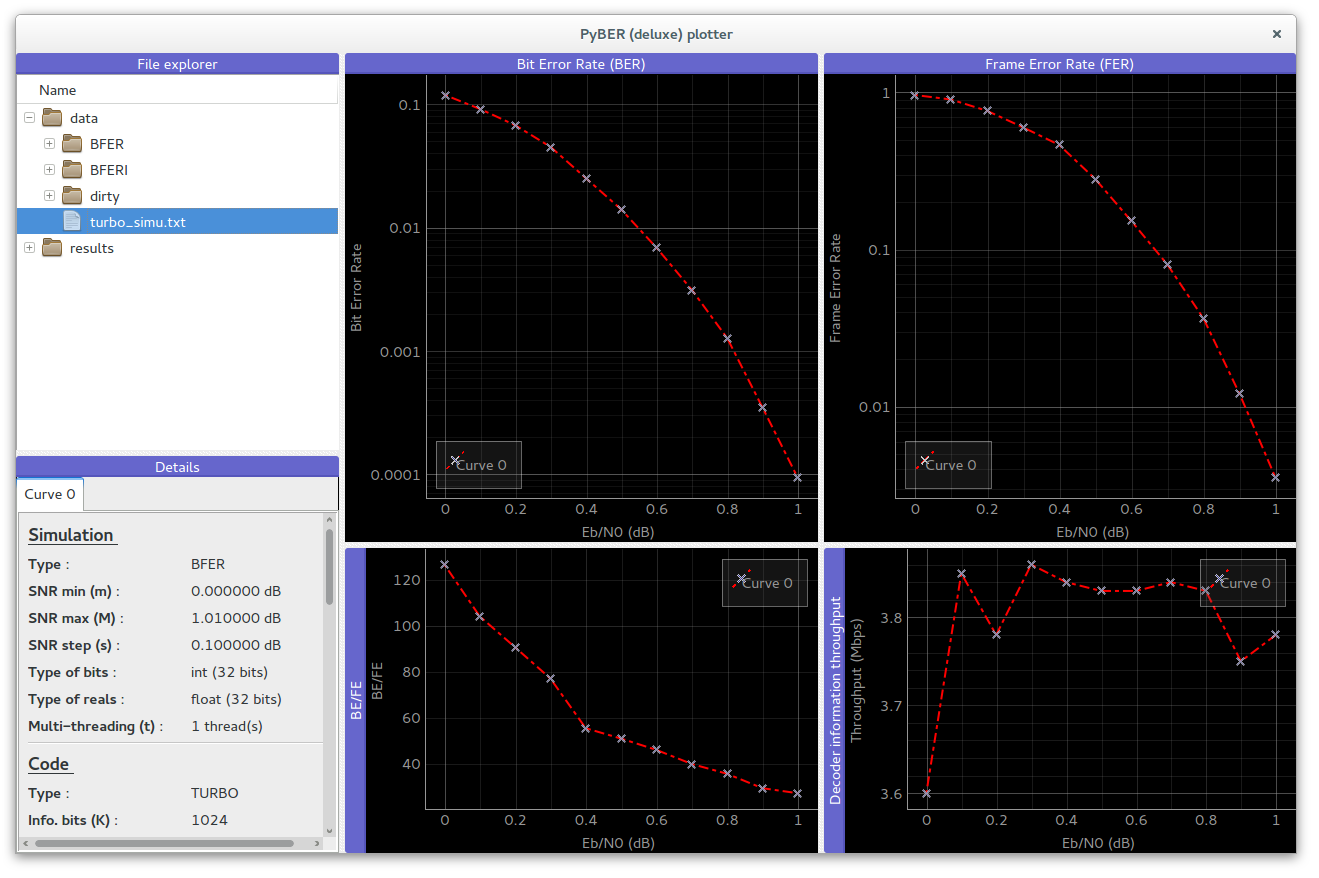 PyBER (deluxe) plotter
×
File explorer
Name
data
BFER
BFERI
dirty
turbo_simu.txt
results
Details
Curve 0
Simulation
Type : BFER
SNR min (m) : 0.000000 dB
SNR max (M) : 1.010000 dB
SNR step (s) : 0.100000 dB
Type of bits : int (32 bits)
Type of reals : float (32 bits)
Multi-threading (t) : 1 thread(s)
Code
Type : TURBO
Info. bits (K) : 1024
Bit Error Rate (BER)
Bit Error Rate
0.1
0.01
0.001
0.0001
Curve 0
0 0.2 0.4 0.6 0.8 1
Eb/N0 (dB)
Frame Error Rate (FER)
Frame Error Rate
1
0.1
0.01
Curve 0
0 0.2 0.4 0.6 0.8 1
Eb/N0 (dB)
BE/FE
BE/FE
120
100
80
60
40
Curve 0
0 0.2 0.4 0.6 0.8 1
Eb/N0 (dB)
Decoder information throughput
Throughput (Mbps)
3.8
3.7
3.6
Curve 0
0 0.2 0.4 0.6 0.8 1
Eb/N0 (dB)